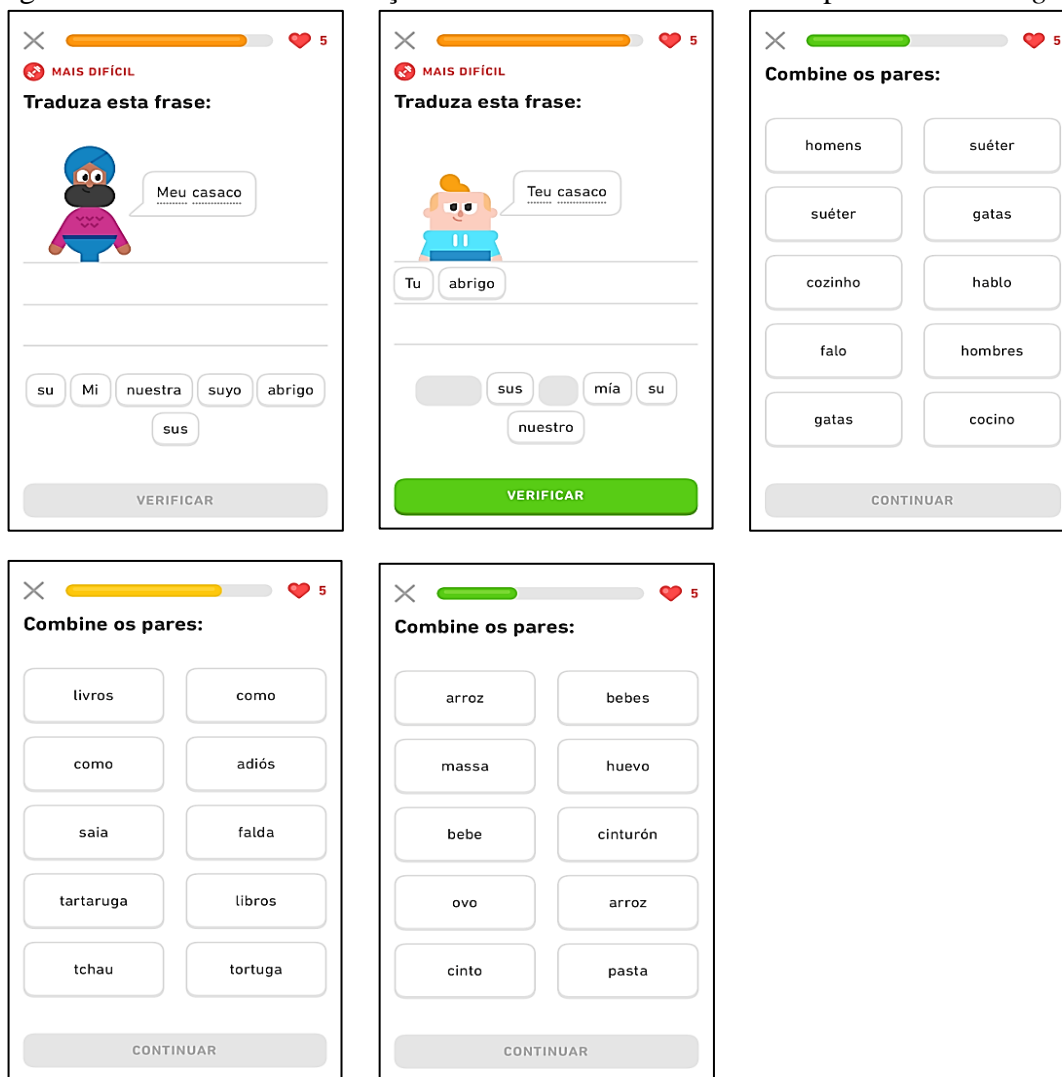 5
MAIS DIFÍCIL
Traduza esta frase:
Meu casaco
su Mi nuestra suyo abrigo
sus
VERIFICAR
5
MAIS DIFÍCIL
Traduza esta frase:
Teu casaco
Tu abrigo
sus mía su
nuestro
VERIFICAR
5
Combine os pares:
homens suéter
suéter gatas
cozinho hablo
falo hombres
gatas cocino
CONTINUAR
5
Combine os pares:
livros como
como adiós
saia falda
tartaruga libros
tchau tortuga
CONTINUAR
5
Combine os pares:
arroz bebes
massa huevo
bebe cinturón
ovo arroz
cinto pasta
CONTINUAR